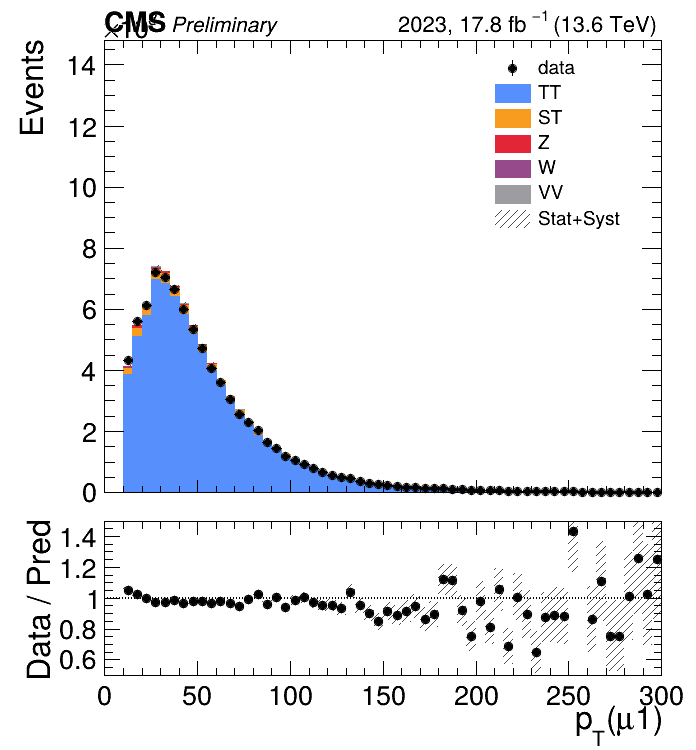 CMS Preliminary 2023, 17.8 fb⁻¹ (13.6 TeV)
Events
14
12
10
8
6
4
2
0
data
TT
ST
Z
W
VV
Stat+Syst
Data / Pred
1.4
1.2
1
0.8
0.6
0 50 100 150 200 250 300
p_T(μ1)